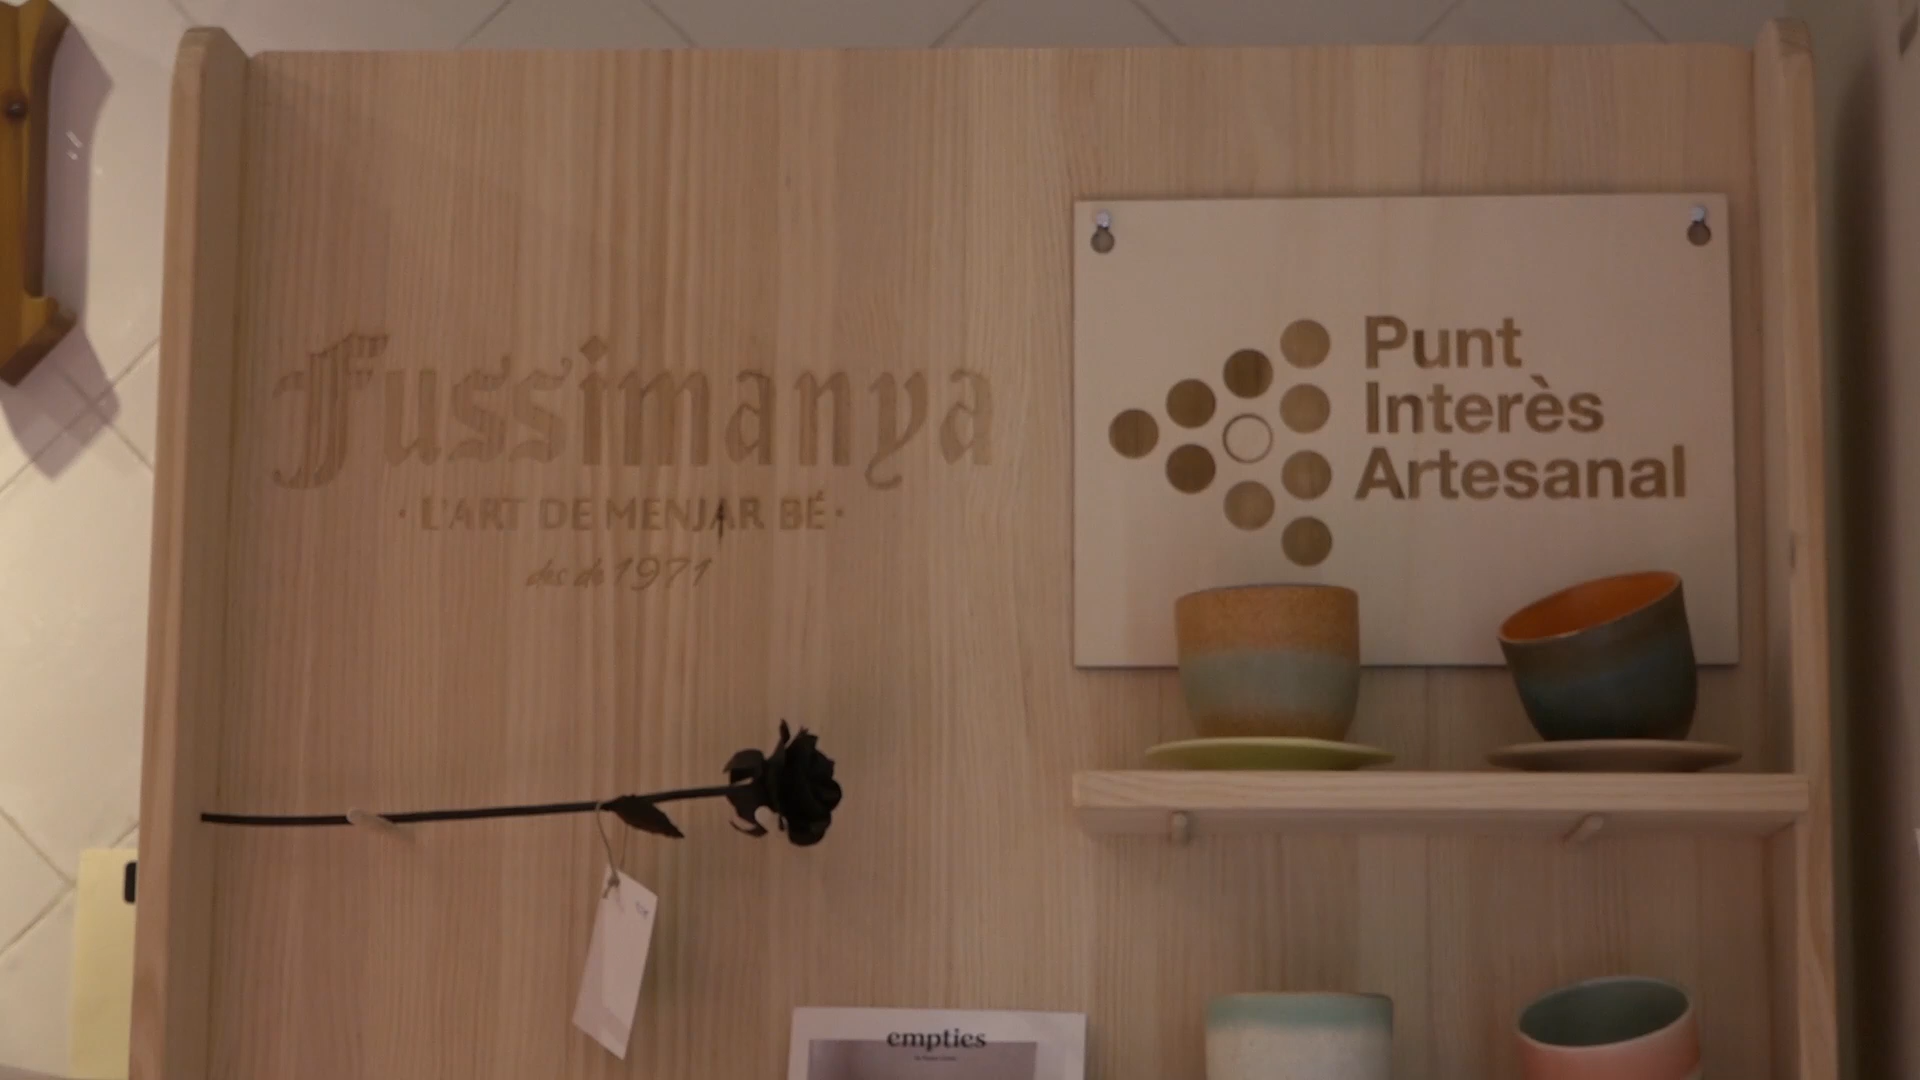 Fussimanya
· L'ART DE MENJAR BÉ ·
des de 1971
Punt
Interès
Artesanal
empties